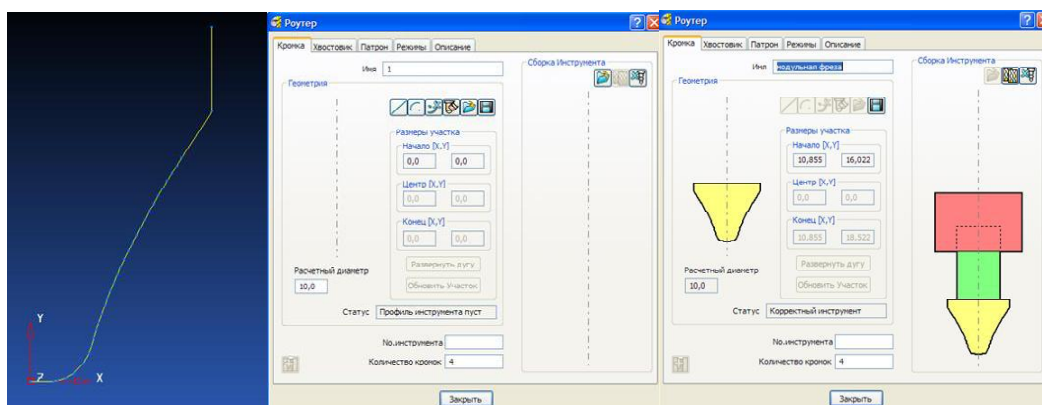 Y
Z
X
Роутер
Кромка Хвостовик Патрон Режимы Описание
Имя 1
Геометрия
Размеры участка
Начало [X,Y]
0,0 0,0
Центр [X,Y]
0,0 0,0
Конец [X,Y]
0,0 0,0
Развернуть дугу
Обновить Участок
Расчетный диаметр
10,0
Статус Профиль инструмента пуст
No.инструмента
Количество кромок 4
Сборка Инструмента
Закрыть
Роутер
Кромка Хвостовик Патрон Режимы Описание
Имя модульная фреза
Геометрия
Размеры участка
Начало [X,Y]
10,855 16,022
Центр [X,Y]
0,0 0,0
Конец [X,Y]
10,855 18,522
Развернуть дугу
Обновить Участок
Расчетный диаметр
10,0
Статус Корректный инструмент
No.инструмента
Количество кромок 4
Сборка Инструмента
Закрыть